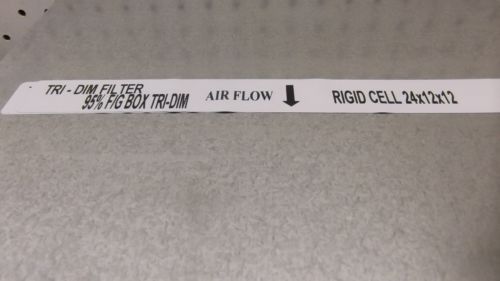 TRI - DIM FILTER
95% F/G BOX TRI-DIM AIR FLOW RIGID CELL 24x12x12